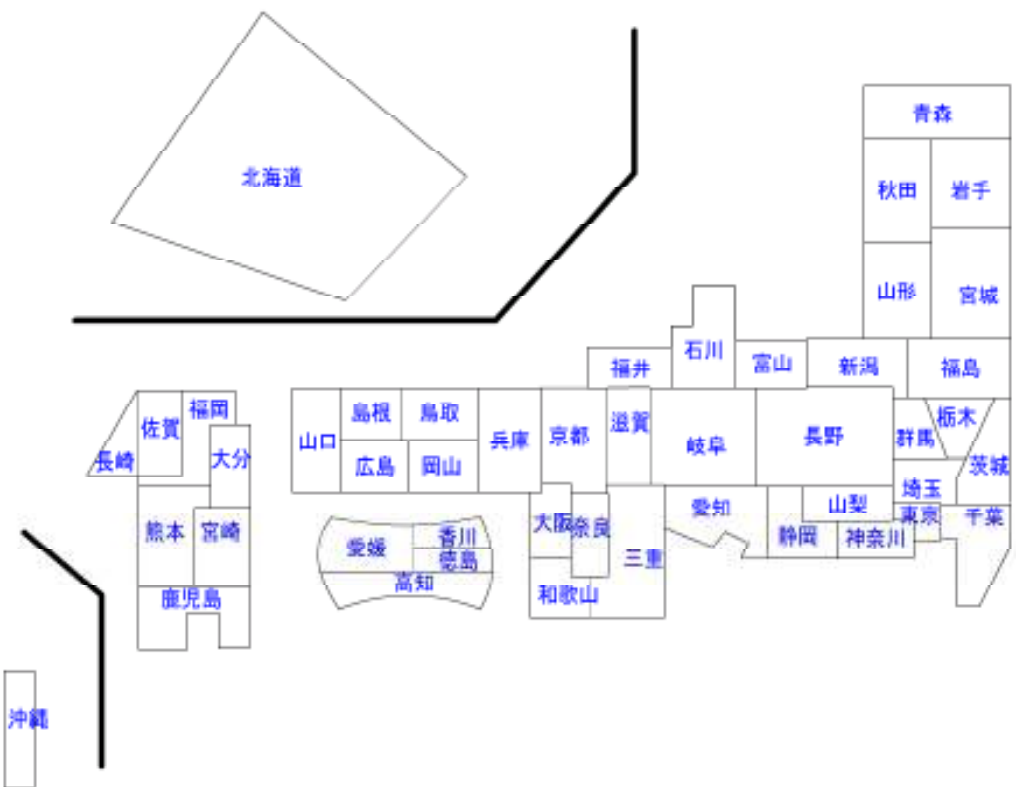 北海道
青森
秋田
岩手
山形
宮城
石川
福井
富山
新潟
福島
福岡
佐賀
島根
鳥取
滋賀
栃木
山口
兵庫
京都
岐阜
長野
群馬
長崎
大分
広島
岡山
茨城
埼玉
愛知
山梨
東京
千葉
熊本
宮崎
大阪
奈良
静岡
神奈川
愛媛
香川
徳島
三重
高知
和歌山
鹿児島
沖縄